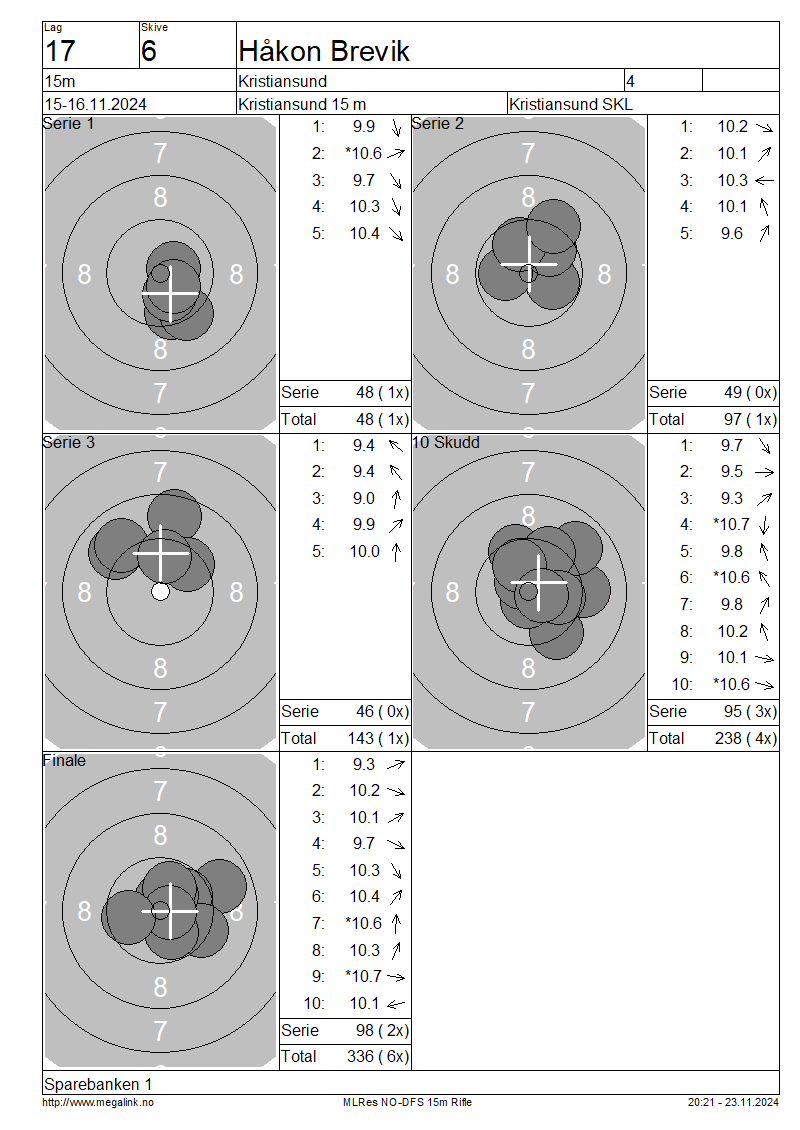 Lag Skive
17 6 Håkon Brevik
15m Kristiansund 4
15-16.11.2024 Kristiansund 15 m Kristiansund SKL
Serie 1
7
8
8 8
8
7
1: 9.9
2: *10.6
3: 9.7
4: 10.3
5: 10.4
Serie 48 ( 1x)
Total 48 ( 1x)
Serie 2
7
8
8 8
8
7
1: 10.2
2: 10.1
3: 10.3
4: 10.1
5: 9.6
Serie 49 ( 0x)
Total 97 ( 1x)
Serie 3
7
8 8
8
7
1: 9.4
2: 9.4
3: 9.0
4: 9.9
5: 10.0
Serie 46 ( 0x)
Total 143 ( 1x)
10 Skudd
7
8
8
8
7
1: 9.7
2: 9.5
3: 9.3
4: *10.7
5: 9.8
6: *10.6
7: 9.8
8: 10.2
9: 10.1
10: *10.6
Serie 95 ( 3x)
Total 238 ( 4x)
Finale
7
8
8 8
8
7
1: 9.3
2: 10.2
3: 10.1
4: 9.7
5: 10.3
6: 10.4
7: *10.6
8: 10.3
9: *10.7
10: 10.1
Serie 98 ( 2x)
Total 336 ( 6x)
Sparebanken 1
http://www.megalink.no MLRes NO-DFS 15m Rifle 20:21 - 23.11.2024